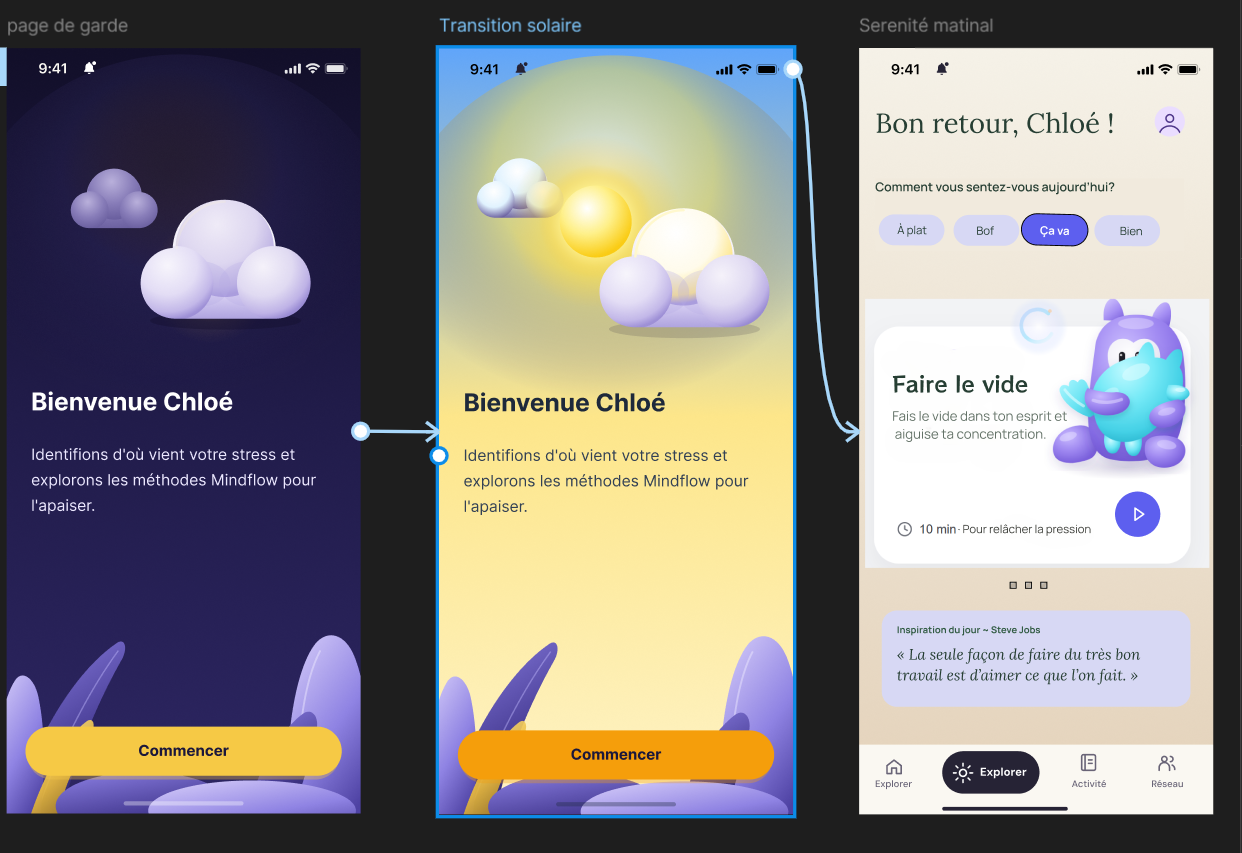 page de garde
Transition solaire
Serenité matinal
9:41
Bienvenue Chloé
Identifions d'où vient votre stress et
explorons les méthodes Mindflow pour
l'apaiser.
Commencer
9:41
Bienvenue Chloé
Identifions d'où vient votre stress et
explorons les méthodes Mindflow pour
l'apaiser.
Commencer
9:41
Bon retour, Chloé !
Comment vous sentez-vous aujourd'hui?
À plat
Bof
Ça va
Bien
Faire le vide
Fais le vide dans ton esprit et
aiguise ta concentration.
10 min · Pour relâcher la pression
Inspiration du jour ~ Steve Jobs
« La seule façon de faire du très bon
travail est d'aimer ce que l'on fait. »
Explorer
Explorer
Activité
Réseau